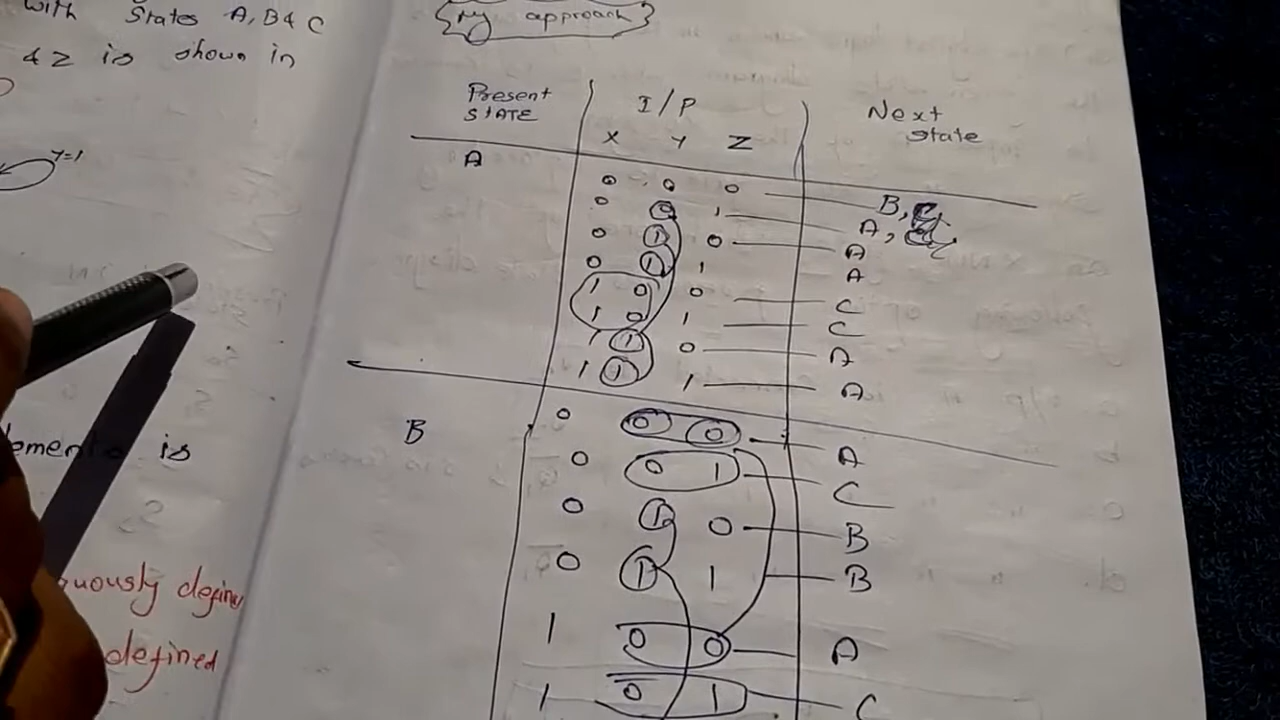 with States A, B & C
& z is shown in
Y=1
lements is
uously define
defined
My approach
Present STATE I/P Next state
X Y Z
A
0 0 0 B,
0 0 1 A,
0 1 0 A
0 1 1 A
1 0 0 C
1 0 1 C
1 1 0 A
1 1 1 A
B
0 0 0 A
0 0 1 C
0 1 0 B
0 1 1 B
1 0 0 A
1 0 1 C